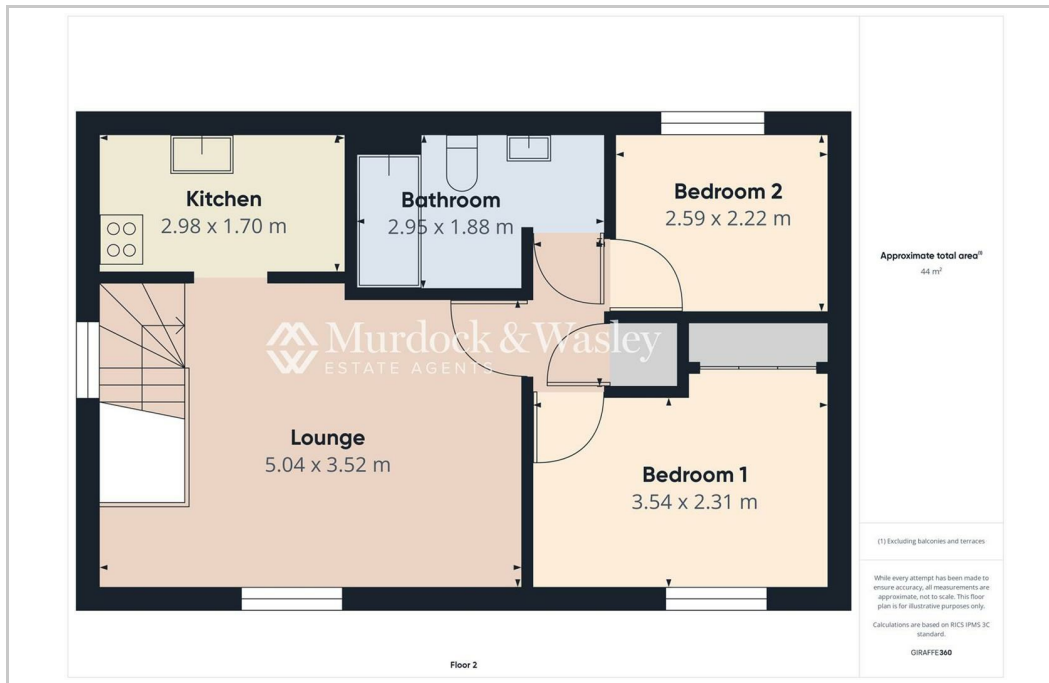 Kitchen
2.98 x 1.70 m
Bathroom
2.95 x 1.88 m
Bedroom 2
2.59 x 2.22 m
Murdock & Wasley
ESTATE AGENTS
Lounge
5.04 x 3.52 m
Bedroom 1
3.54 x 2.31 m
Floor 2
Approximate total area⁽¹⁾
44 m²
(1) Excluding balconies and terraces
While every attempt has been made to
ensure accuracy, all measurements are
approximate, not to scale. This floor
plan is for illustrative purposes only.
Calculations are based on RICS IPMS 3C
standard.
GIRAFFE360